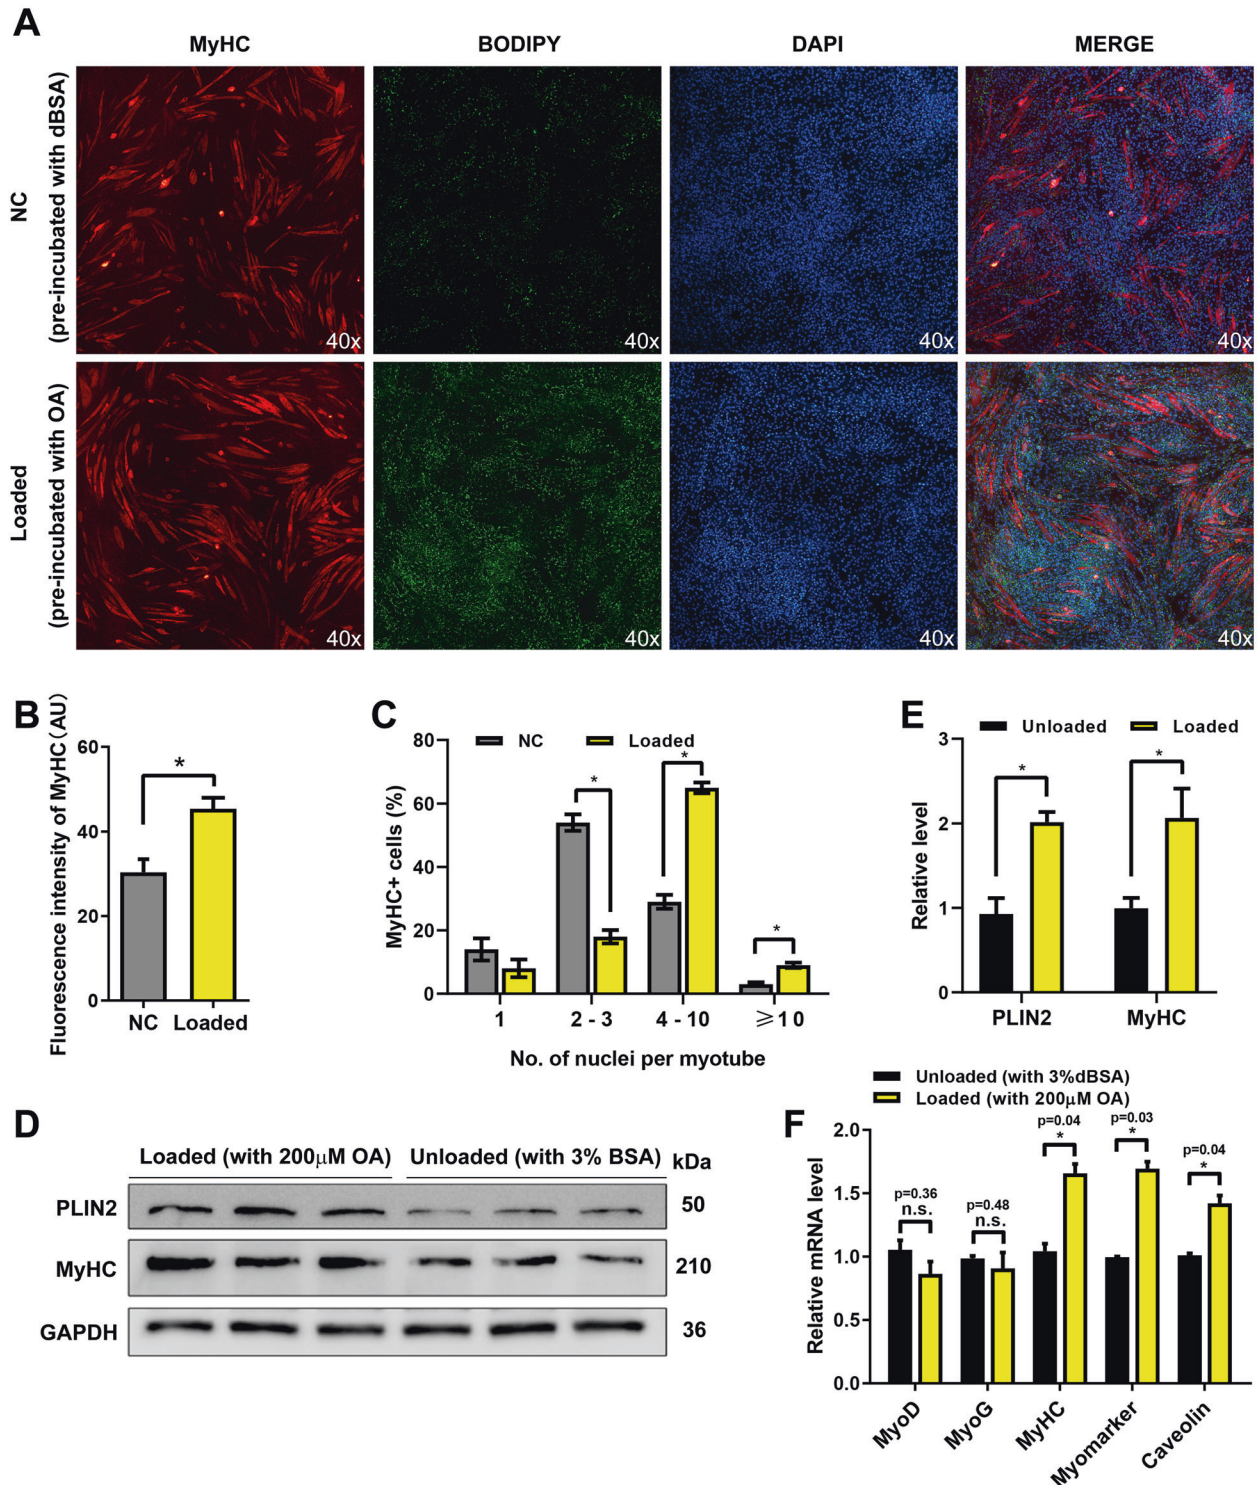 A
MyHC
BODIPY
DAPI
MERGE
NC
(pre-incubated with dBSA)
40x
40x
40x
40x
Loaded
(pre-incubated with OA)
40x
40x
40x
40x
B
Fluorescence intensity of MyHC (AU)
60
40
20
0
*
NC
Loaded
C
NC
Loaded
MyHC+ cells (%)
80
60
40
20
0
*
*
*
1
2 - 3
4 - 10
⩾10
No. of nuclei per myotube
E
Unloaded
Loaded
Relative level
3
2
1
0
*
*
PLIN2
MyHC
D
Loaded (with 200μM OA)
Unloaded (with 3% BSA)
kDa
PLIN2
50
MyHC
210
GAPDH
36
F
Unloaded (with 3%dBSA)
Loaded (with 200μM OA)
Relative mRNA level
2.0
1.5
1.0
0.5
0.0
p=0.36
n.s.
p=0.48
n.s.
p=0.04
*
p=0.03
*
p=0.04
*
MyoD
MyoG
MyHC
Myomarker
Caveolin